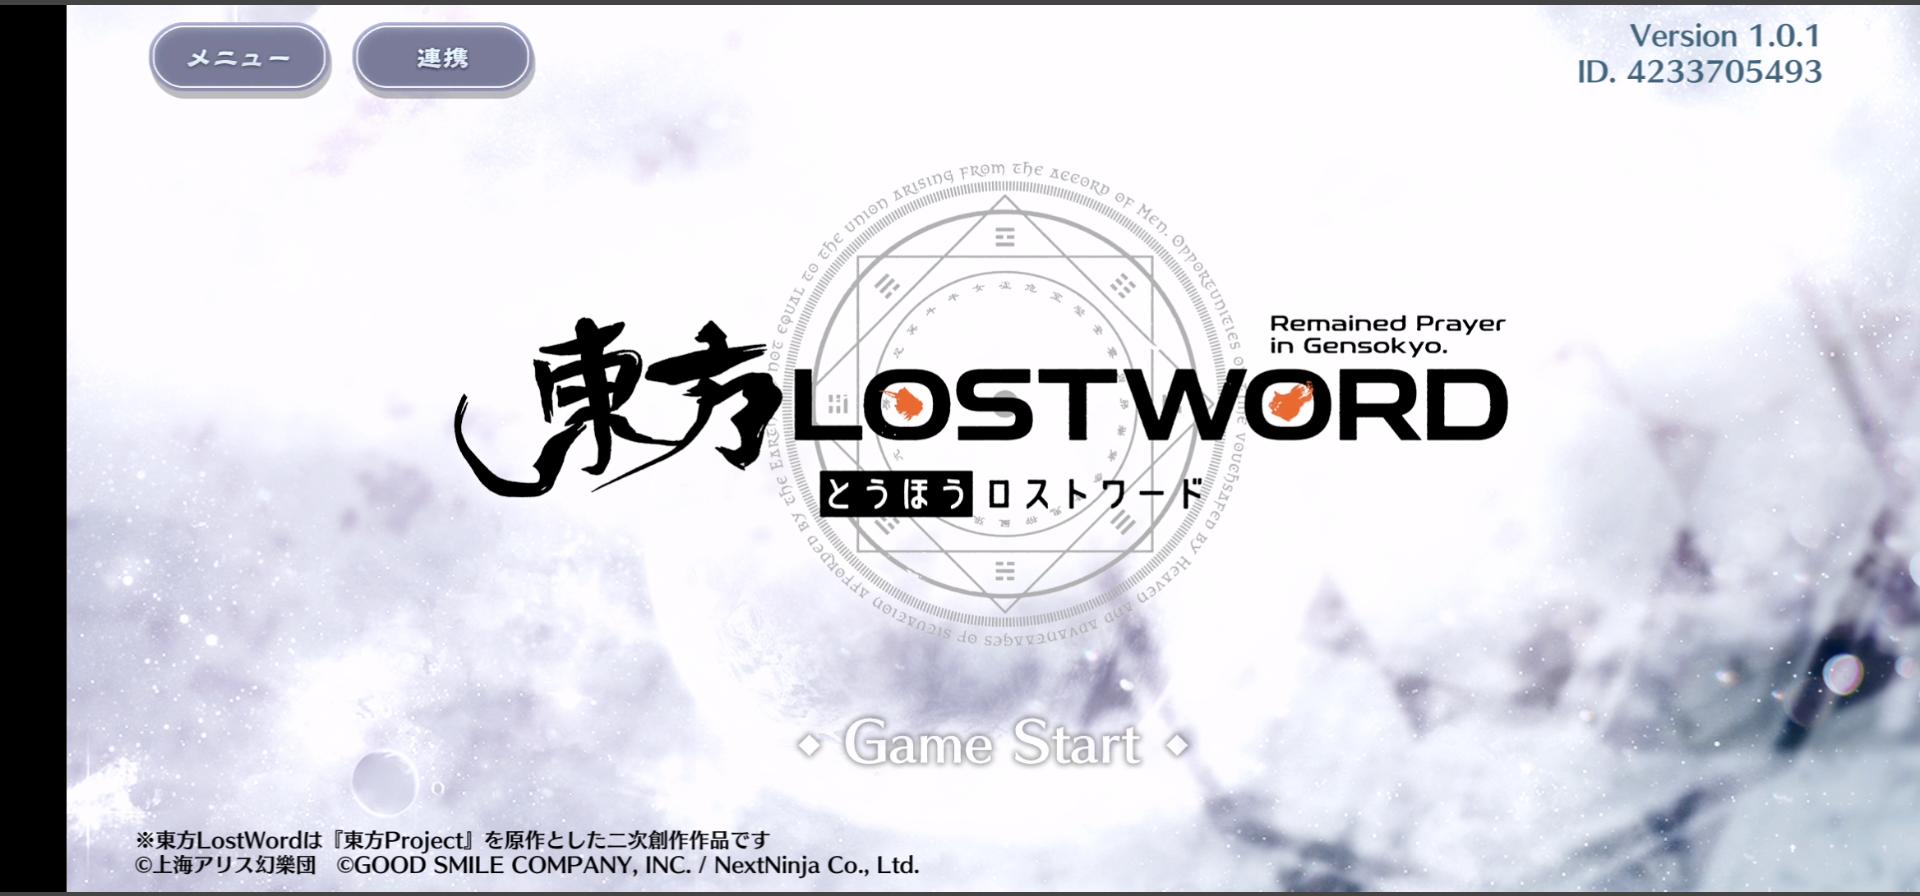 メニュー
連携
Version 1.0.1
ID. 4233705493
Remained Prayer
in Gensokyo.
東方LOSTWORD
とうほうロストワード
Game Start
※東方LostWordは『東方Project』を原作とした二次創作作品です
©上海アリス幻樂団 ©GOOD SMILE COMPANY, INC. / NextNinja Co., Ltd.